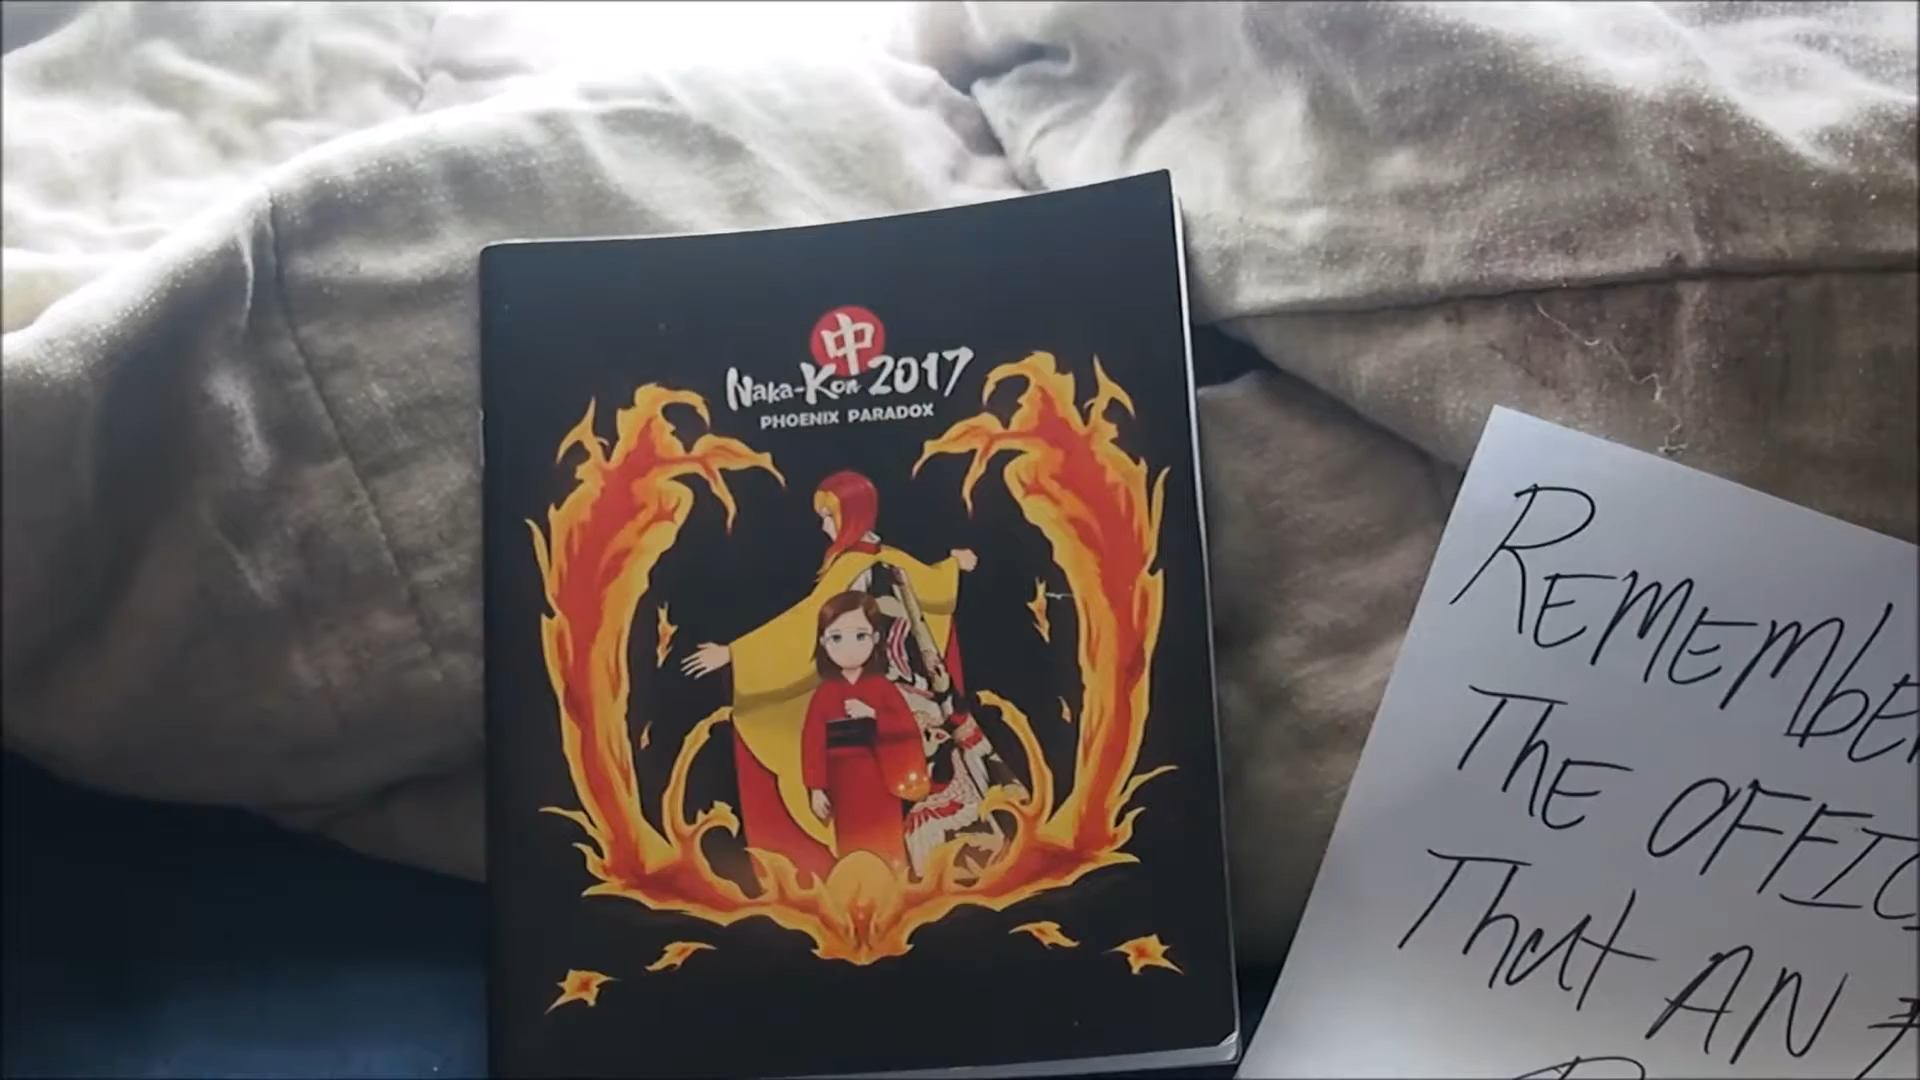 中
Naka-Kon 2017
PHOENIX PARADOX
REMEMBE
THE OFFIC
That AN